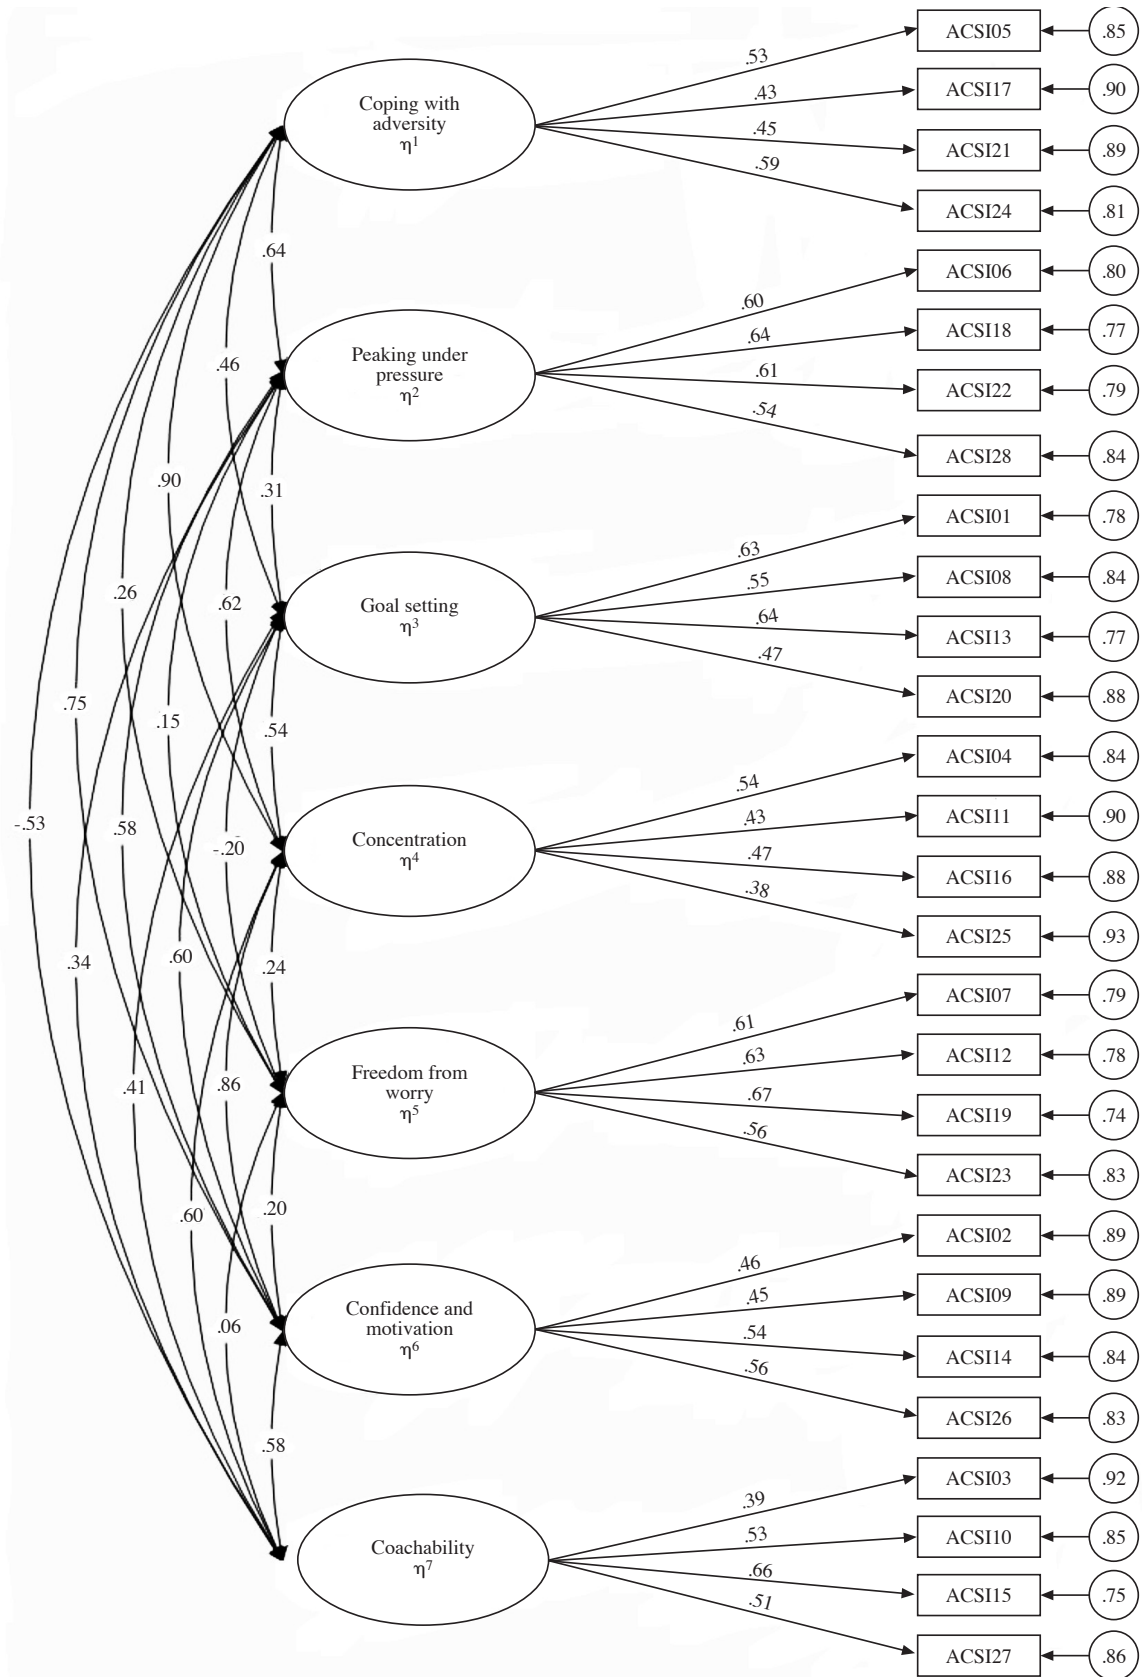 ACSI05
.85
.53
Coping with
adversity
η1
.43
ACSI17
.90
.45
ACSI21
.89
.59
ACSI24
.81
.64
ACSI06
.80
.60
Peaking under
pressure
η2
.64
ACSI18
.77
.46
.61
ACSI22
.79
.54
ACSI28
.84
.90
.31
ACSI01
.78
.63
.26
.62
Goal setting
η3
.55
ACSI08
.84
.64
ACSI13
.77
.47
ACSI20
.88
.75
.15
.54
ACSI04
.84
.54
-.53
.58
-.20
Concentration
η4
.43
ACSI11
.90
.47
ACSI16
.88
.38
ACSI25
.93
.34
.60
.24
ACSI07
.79
.61
.41
.86
Freedom from
worry
η5
.63
ACSI12
.78
.67
ACSI19
.74
.56
ACSI23
.83
.60
.20
ACSI02
.89
.46
.06
Confidence and
motivation
η6
.45
ACSI09
.89
.54
ACSI14
.84
.56
ACSI26
.83
.58
ACSI03
.92
.39
Coachability
η7
.53
ACSI10
.85
.66
ACSI15
.75
.51
ACSI27
.86